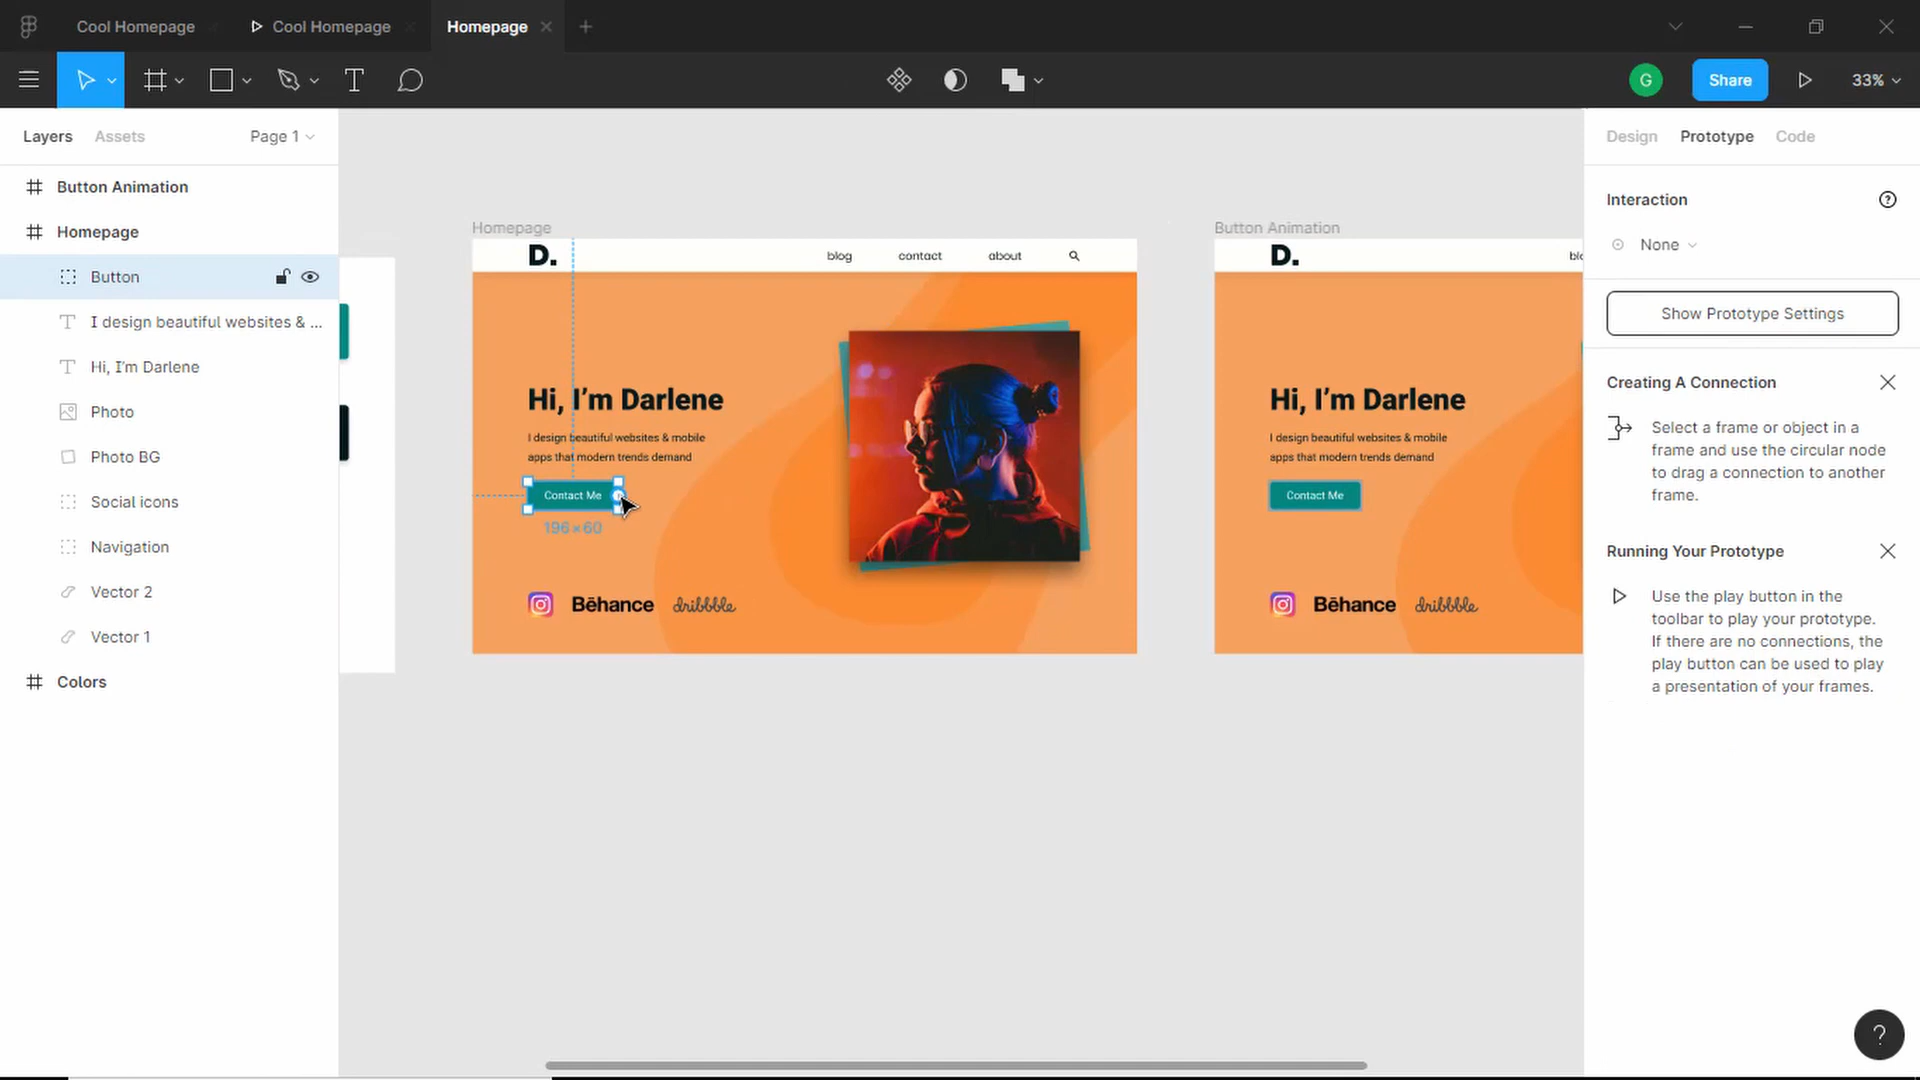 Cool Homepage
Cool Homepage
Homepage
G
Share
33%
Layers
Assets
Page 1
Button Animation
Homepage
Button
I design beautiful websites & ...
Hi, I'm Darlene
Photo
Photo BG
Social icons
Navigation
Vector 2
Vector 1
Colors
Homepage
D.
blog
contact
about
Hi, I'm Darlene
I design beautiful websites & mobile
apps that modern trends demand
Contact Me
196 × 60
Bēhance
dribbble
Button Animation
D.
Hi, I'm Darlene
I design beautiful websites & mobile
apps that modern trends demand
Contact Me
Bēhance
dribbble
Design
Prototype
Code
Interaction
?
None
Show Prototype Settings
Creating A Connection
Select a frame or object in a
frame and use the circular node
to drag a connection to another
frame.
Running Your Prototype
Use the play button in the
toolbar to play your prototype.
If there are no connections, the
play button can be used to play
a presentation of your frames.
?